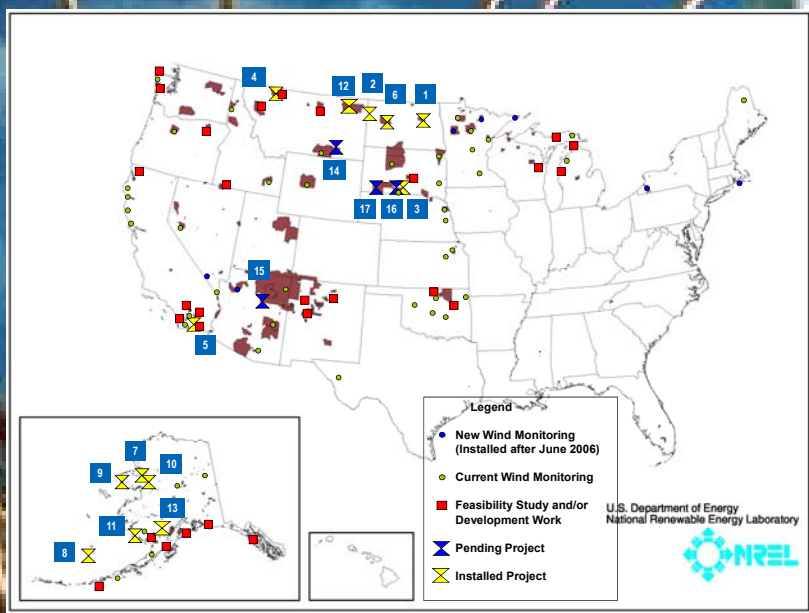 2
4
12
6
1
14
17
16
3
15
5
7
9
10
13
11
8
Legend
New Wind Monitoring
(Installed after June 2006)
Current Wind Monitoring
Feasibility Study and/or
Development Work
Pending Project
Installed Project
U.S. Department of Energy
National Renewable Energy Laboratory
NREL